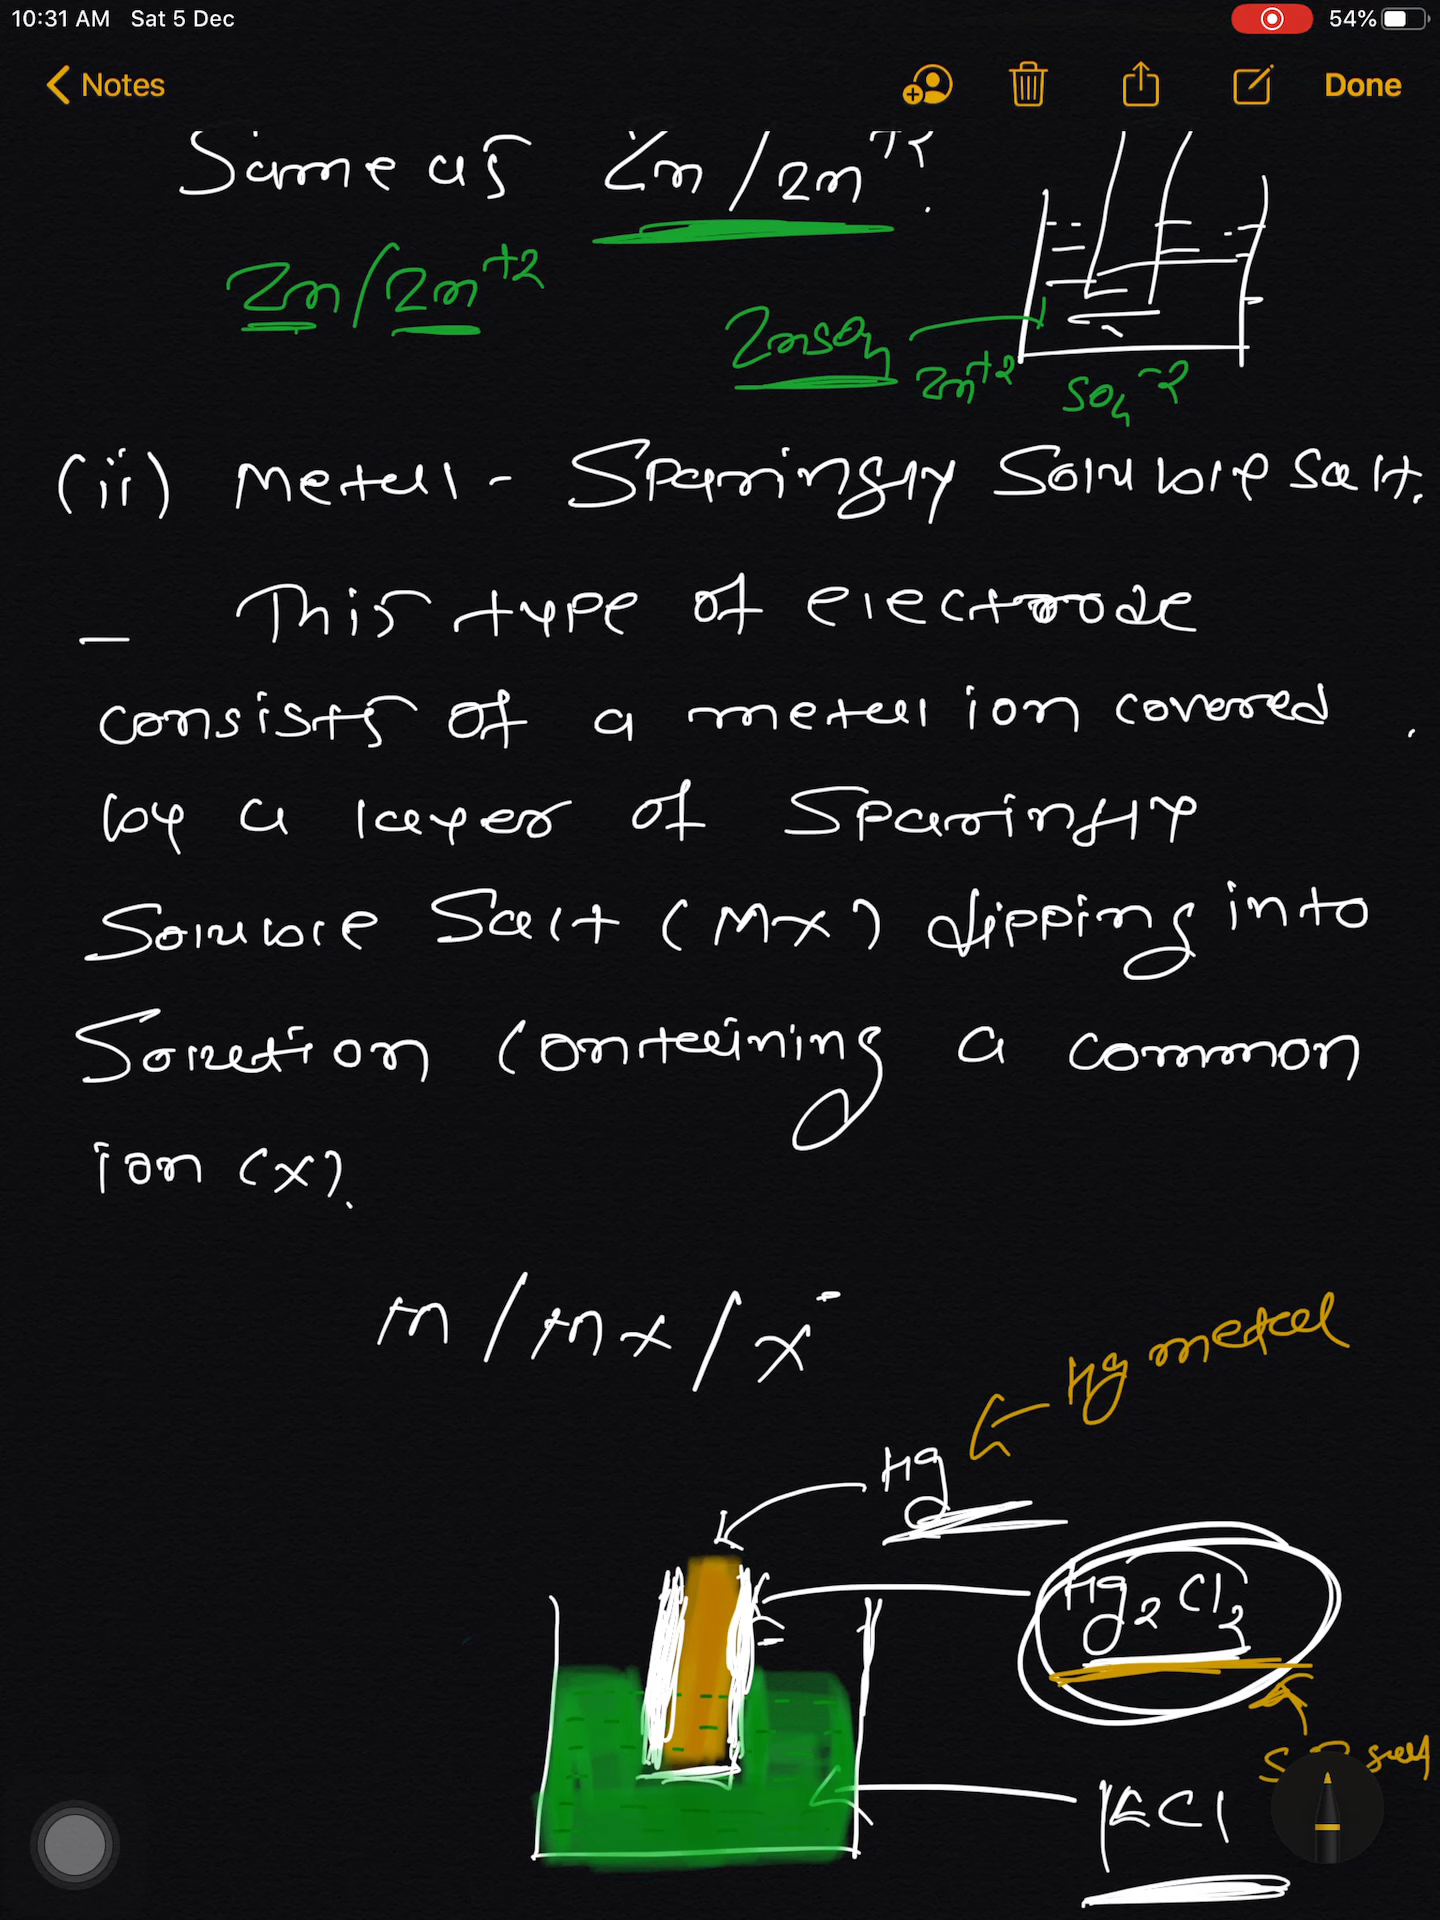 10:31 AM Sat 5 Dec
54%
Notes
Done
Same as Zn/Zn+2.
Zn/Zn+2
ZnSO4
Zn+2
SO4-2
(ii) Metal - Sparingly Soluble Salt.
- This type of electrode
consists of a metal ion covered
by a layer of Sparingly
Soluble Salt (MX) dipping into
Solution containing a common
ion (X).
M/MX/X-
Hg metal
Hg
Hg2Cl2
KCl